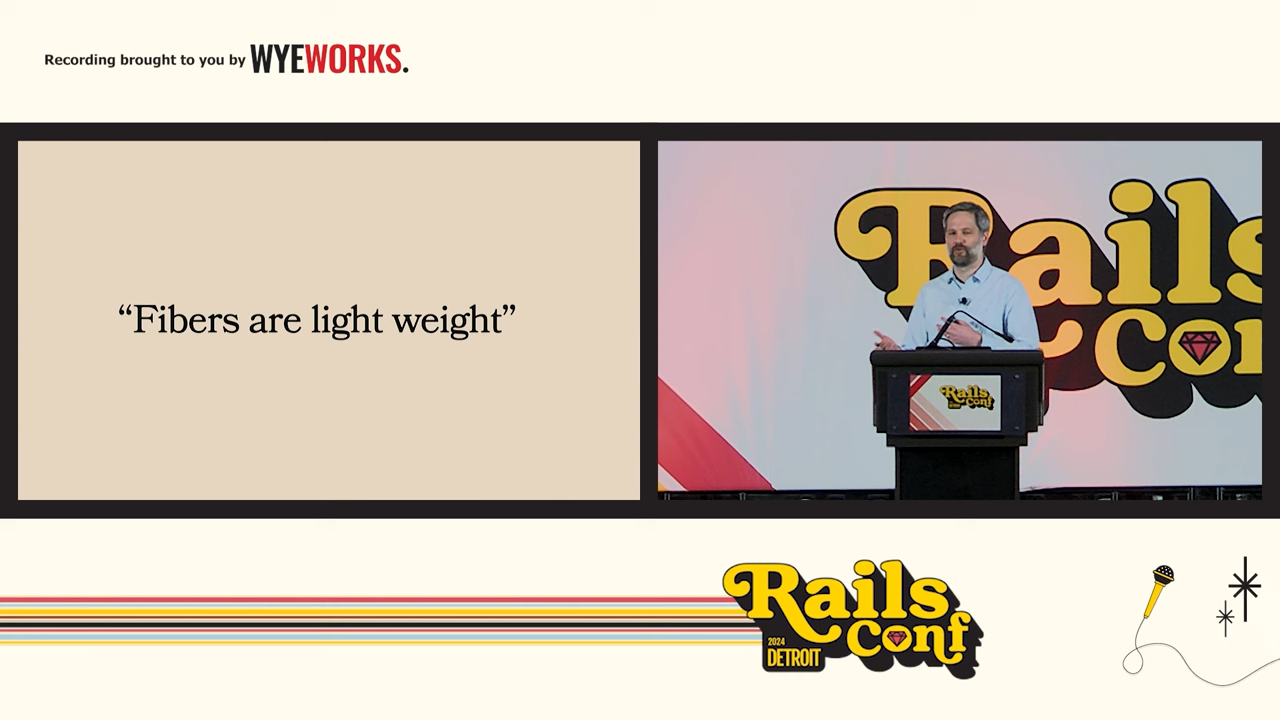 Recording brought to you by WYEWORKS.
“Fibers are light weight”
Rails
Conf
Rails
Conf
Rails
Conf
2024
DETROIT